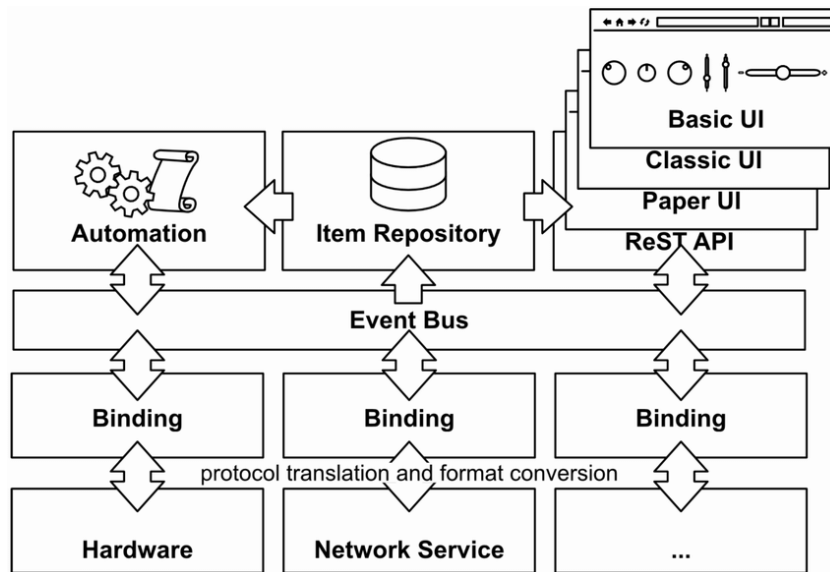 Basic UI
Classic UI
Paper UI
Automation
Item Repository
ReST API
Event Bus
Binding
Binding
Binding
protocol translation and format conversion
Hardware
Network Service
...